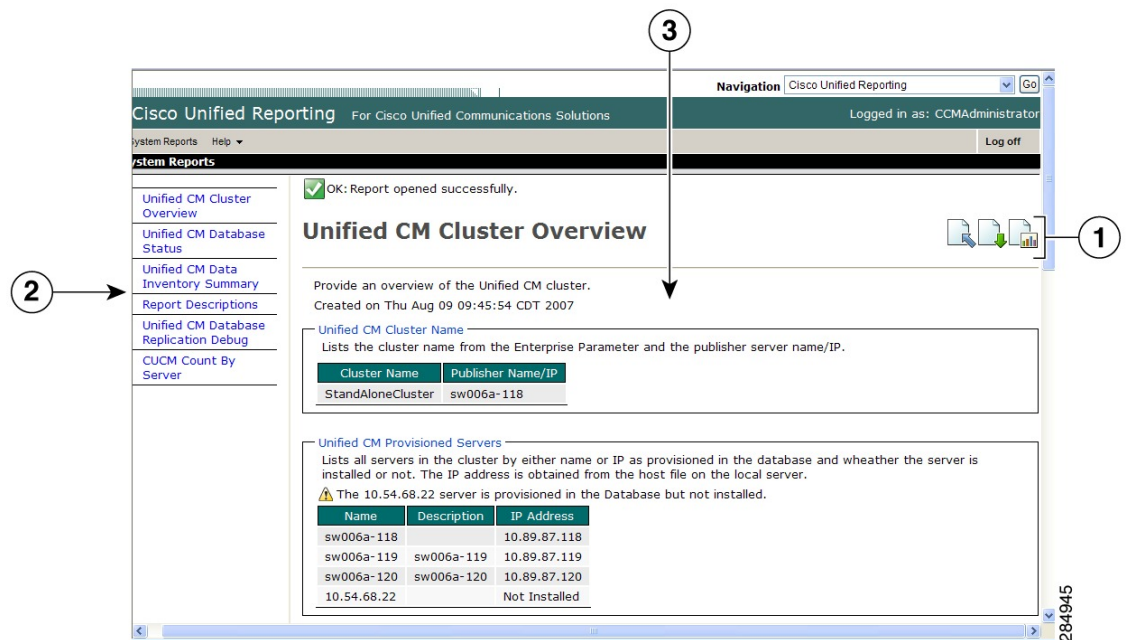 3
Navigation Cisco Unified Reporting Go
Cisco Unified Reporting For Cisco Unified Communications Solutions
Logged in as: CCMAdministrator
ystem Reports Help
Log off
ystem Reports
Unified CM Cluster
Overview
Unified CM Database
Status
Unified CM Data
Inventory Summary
Report Descriptions
Unified CM Database
Replication Debug
CUCM Count By
Server
2
OK: Report opened successfully.
Unified CM Cluster Overview
1
Provide an overview of the Unified CM cluster.
Created on Thu Aug 09 09:45:54 CDT 2007
Unified CM Cluster Name
Lists the cluster name from the Enterprise Parameter and the publisher server name/IP.
Cluster Name Publisher Name/IP
StandAloneCluster sw006a-118
Unified CM Provisioned Servers
Lists all servers in the cluster by either name or IP as provisioned in the database and wheather the server is
installed or not. The IP address is obtained from the host file on the local server.
The 10.54.68.22 server is provisioned in the Database but not installed.
Name Description IP Address
sw006a-118 10.89.87.118
sw006a-119 sw006a-119 10.89.87.119
sw006a-120 sw006a-120 10.89.87.120
10.54.68.22 Not Installed
284945